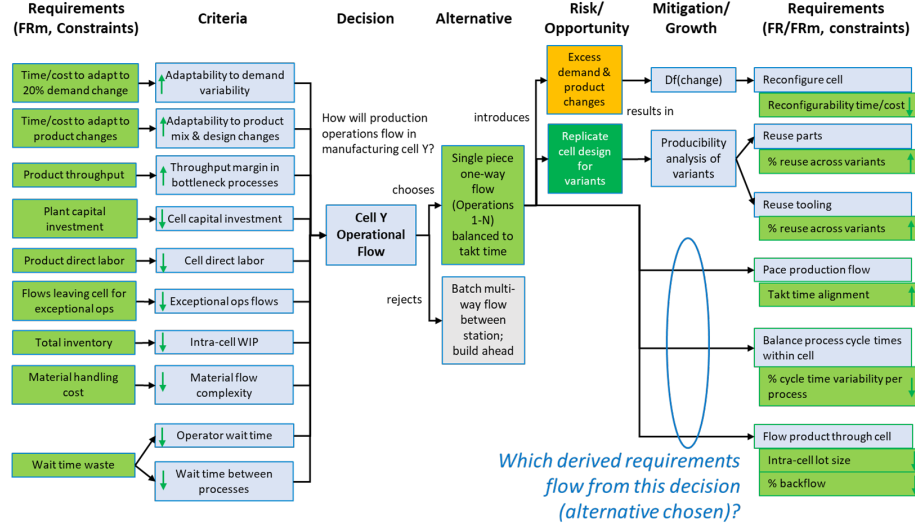 Requirements
(FRm, Constraints)
Criteria
Decision
Alternative
Risk/
Opportunity
Mitigation/
Growth
Requirements
(FR/FRm, constraints)
Time/cost to adapt to
20% demand change
Adaptability to demand
variability
Time/cost to adapt to
product changes
Adaptability to product
mix & design changes
Product throughput
Throughput margin in
bottleneck processes
Plant capital
investment
Cell capital investment
Product direct labor
Cell direct labor
Flows leaving cell for
exceptional ops
Exceptional ops flows
Total inventory
Intra-cell WIP
Material handling
cost
Material flow
complexity
Wait time waste
Operator wait time
Wait time between
processes
How will production
operations flow in
manufacturing cell Y?
Cell Y
Operational
Flow
chooses
rejects
Single piece
one-way
flow
(Operations
1-N)
balanced to
takt time
Batch multi-
way flow
between
station;
build ahead
introduces
Excess
demand &
product
changes
results in
Replicate
cell design
for
variants
Df(change)
Producibility
analysis of
variants
Reconfigure cell
Reconfigurability time/cost
Reuse parts
% reuse across variants
Reuse tooling
% reuse across variants
Pace production flow
Takt time alignment
Balance process cycle times
within cell
% cycle time variability per
process
Flow product through cell
Intra-cell lot size
% backflow
Which derived requirements
flow from this decision
(alternative chosen)?